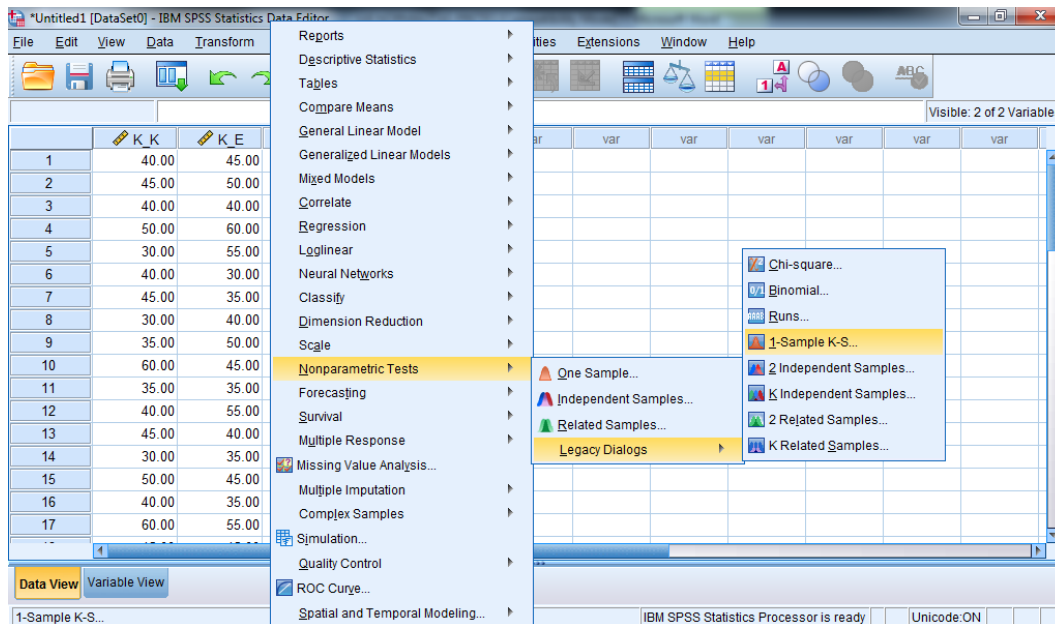 *Untitled1 [DataSet0] - IBM SPSS Statistics Data Editor
File Edit View Data Transform ities Extensions Window Help
Visible: 2 of 2 Variable
K_K K_E ar var var var var var var
1 40.00 45.00
2 45.00 50.00
3 40.00 40.00
4 50.00 60.00
5 30.00 55.00
6 40.00 30.00
7 45.00 35.00
8 30.00 40.00
9 35.00 50.00
10 60.00 45.00
11 35.00 35.00
12 40.00 55.00
13 45.00 40.00
14 30.00 35.00
15 50.00 45.00
16 40.00 35.00
17 60.00 55.00
Reports
Descriptive Statistics
Tables
Compare Means
General Linear Model
Generalized Linear Models
Mixed Models
Correlate
Regression
Loglinear
Neural Networks
Classify
Dimension Reduction
Scale
Nonparametric Tests
Forecasting
Survival
Multiple Response
Missing Value Analysis...
Multiple Imputation
Complex Samples
Simulation...
Quality Control
ROC Curve...
Spatial and Temporal Modeling...
One Sample...
Independent Samples...
Related Samples...
Legacy Dialogs
Chi-square...
Binomial...
Runs...
1-Sample K-S...
2 Independent Samples...
K Independent Samples...
2 Related Samples...
K Related Samples...
Data View Variable View
1-Sample K-S... IBM SPSS Statistics Processor is ready Unicode:ON